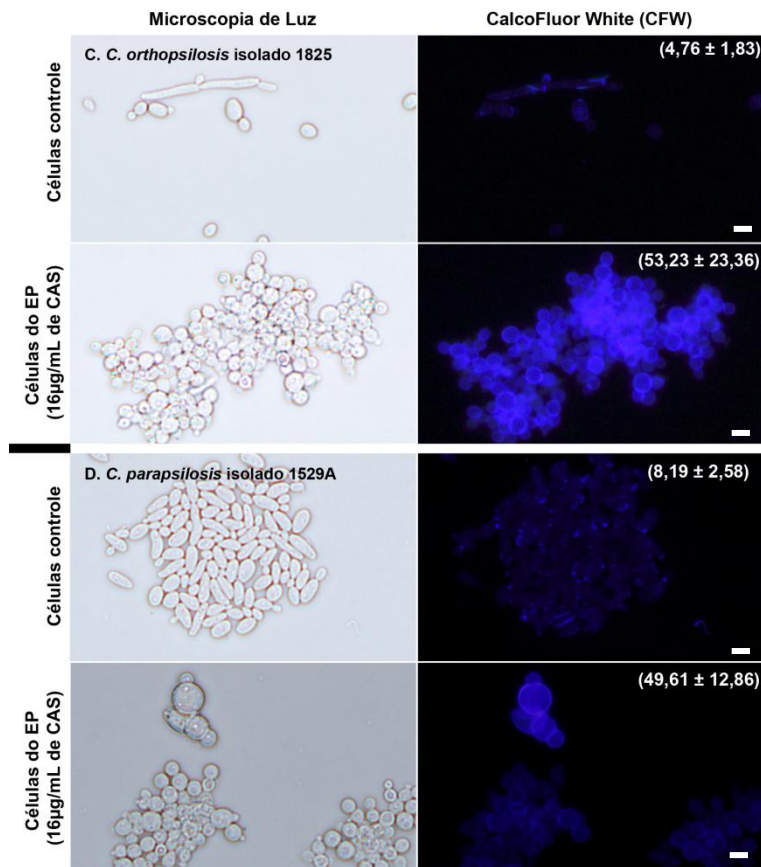 Microscopia de Luz
CalcoFluor White (CFW)
Células controle
C. C. orthopsilosis isolado 1825
(4,76 ± 1,83)
Células do EP
(16µg/mL de CAS)
(53,23 ± 23,36)
Células controle
D. C. parapsilosis isolado 1529A
(8,19 ± 2,58)
Células do EP
(16µg/mL de CAS)
(49,61 ± 12,86)